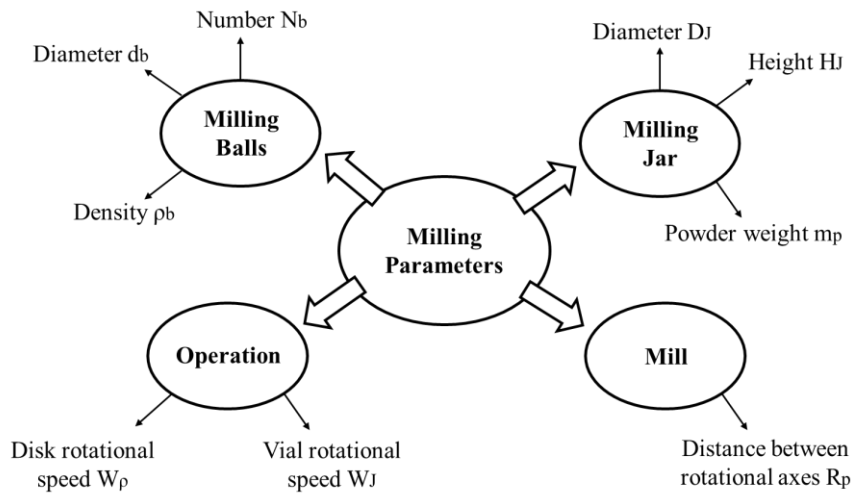 Number Nb
Diameter db
Milling
Balls
Density ρb
Diameter DJ
Height HJ
Milling
Jar
Powder weight mp
Milling
Parameters
Operation
Disk rotational
speed Wρ
Vial rotational
speed WJ
Mill
Distance between
rotational axes Rp